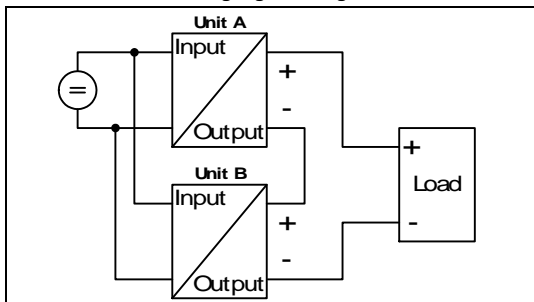 Unit A
Input
+
-
Output
Unit B
Input
+
-
Output
+
Load
-
=